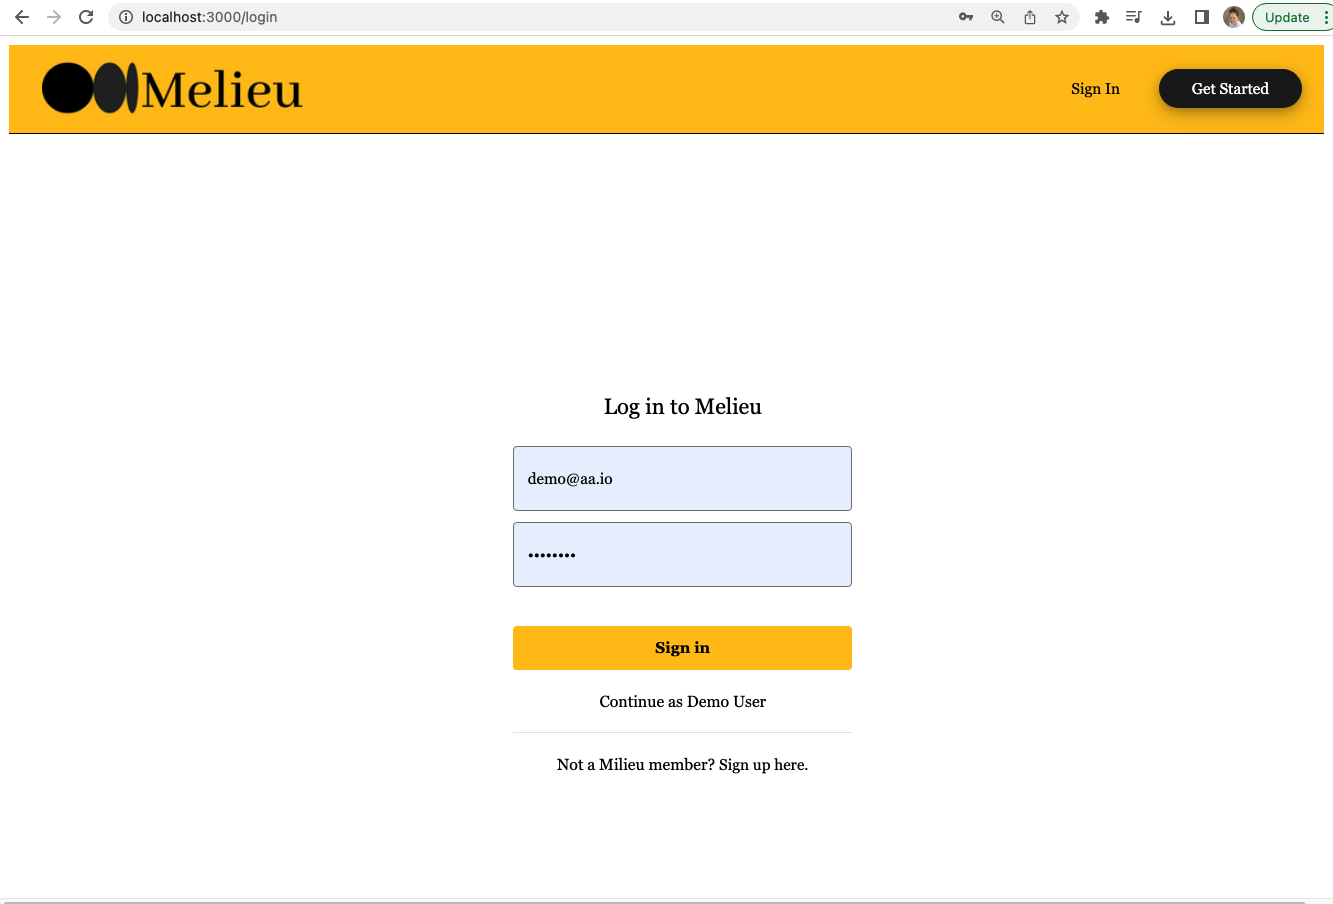 localhost:3000/login
Update
Melieu
Sign In
Get Started
Log in to Melieu
demo@aa.io
••••••••
Sign in
Continue as Demo User
Not a Milieu member? Sign up here.